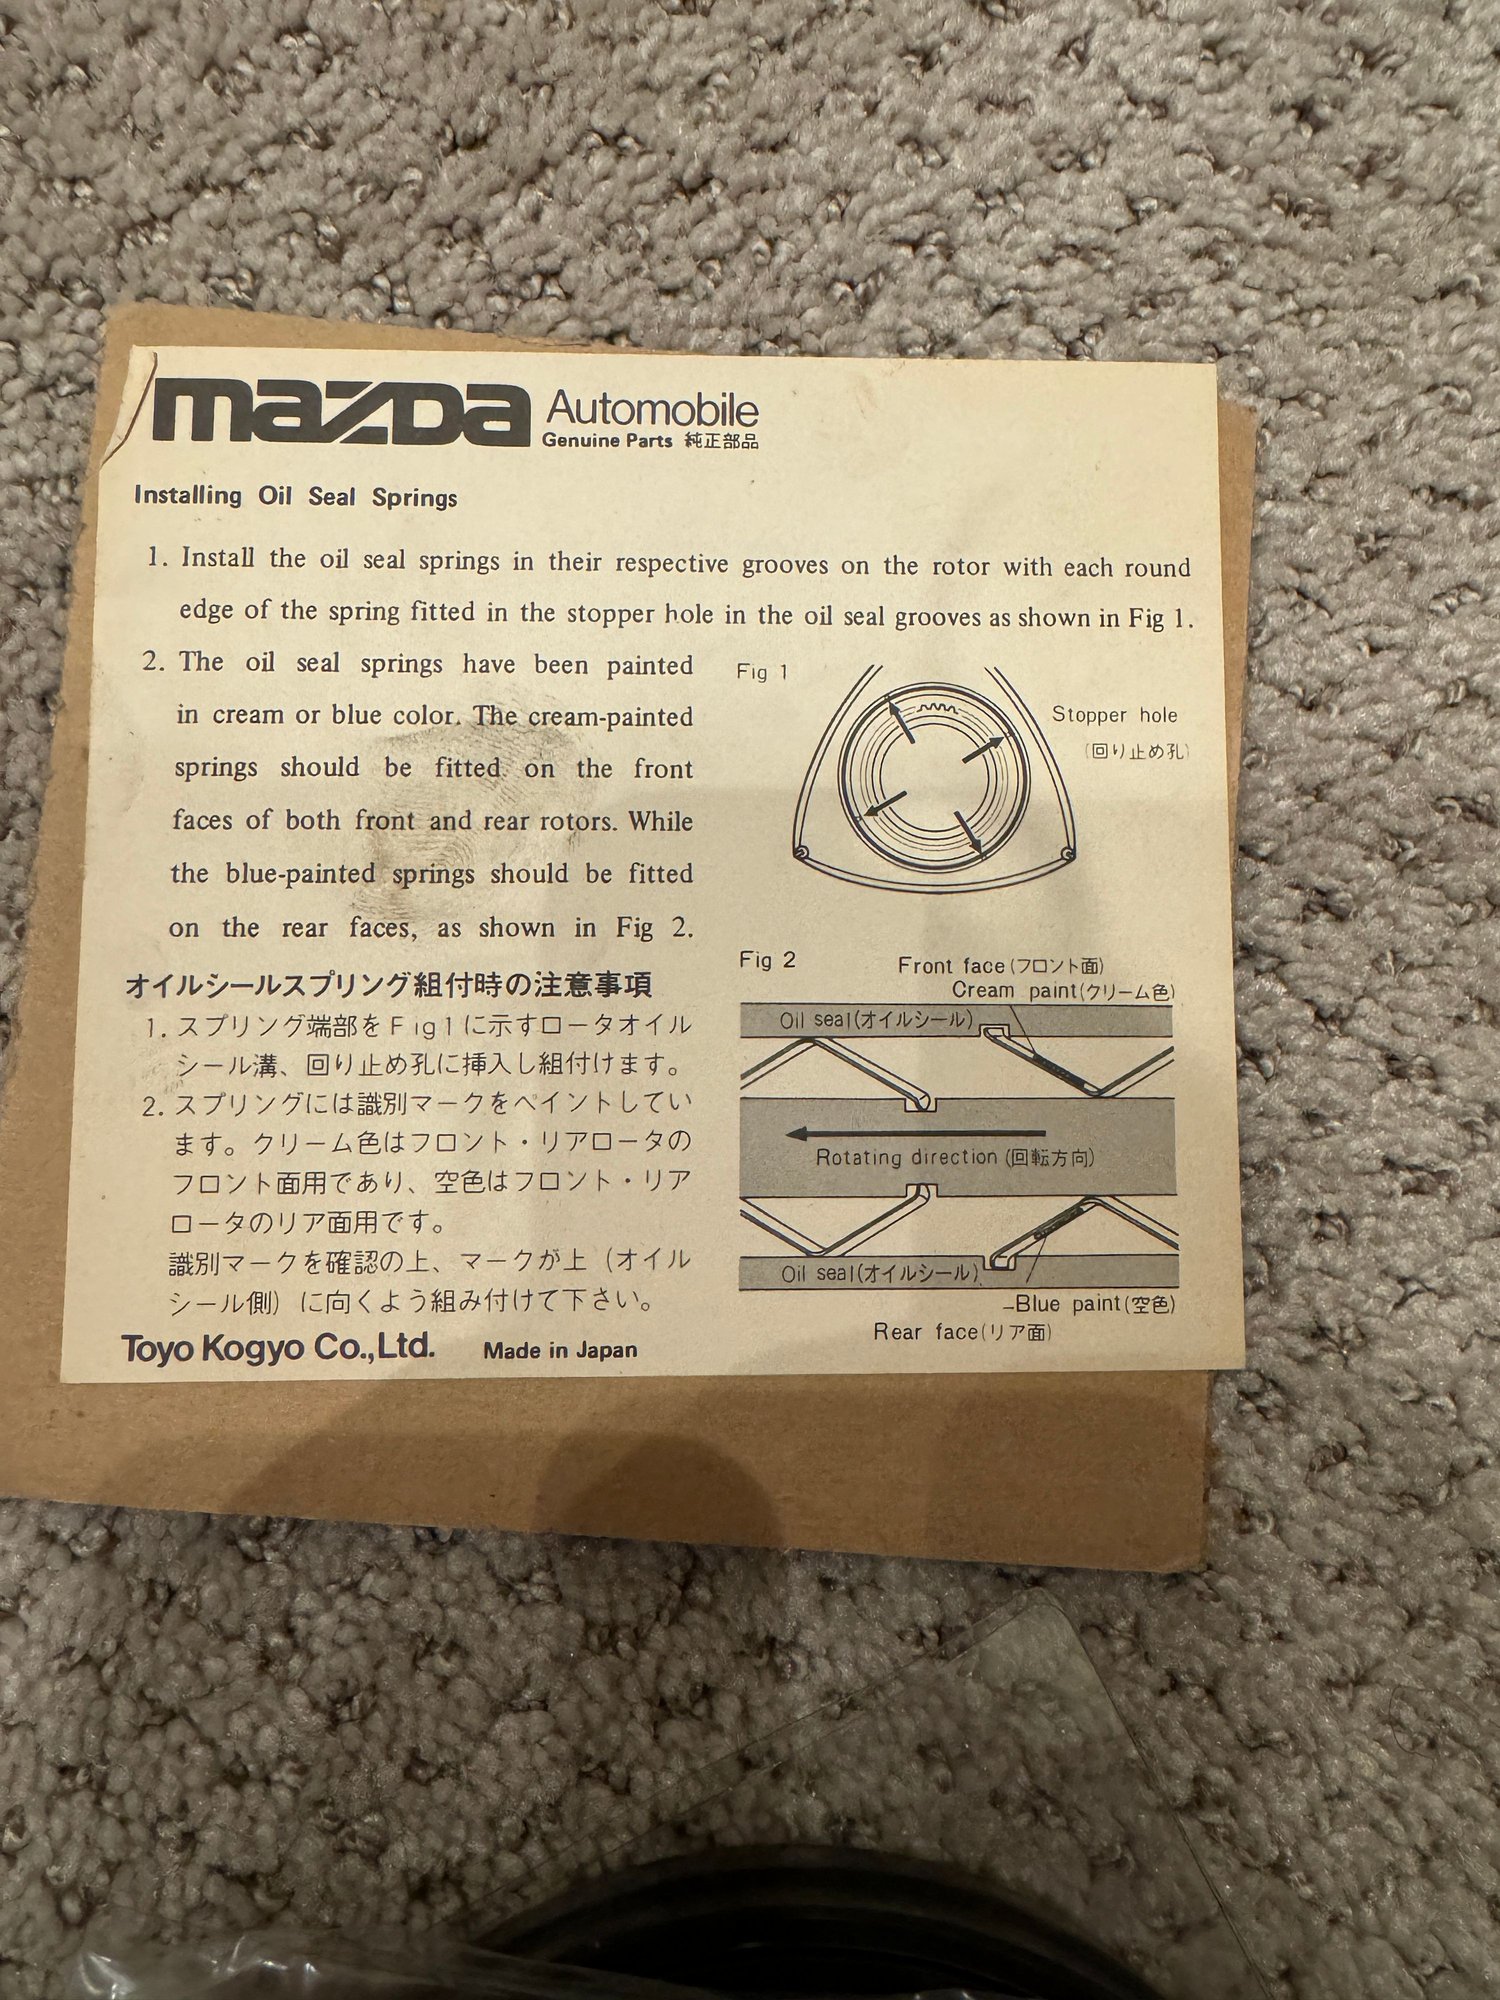 mazda Automobile
Genuine Parts 純正部品
Installing Oil Seal Springs
1. Install the oil seal springs in their respective grooves on the rotor with each round
edge of the spring fitted in the stopper hole in the oil seal grooves as shown in Fig 1.
2. The oil seal springs have been painted
in cream or blue color. The cream-painted
springs should be fitted on the front
faces of both front and rear rotors. While
the blue-painted springs should be fitted
on the rear faces, as shown in Fig 2.
オイルシールスプリング組付時の注意事項
1. スプリング端部をFig1に示すロータオイル
シール溝、回り止め孔に挿入し組付けます。
2. スプリングには識別マークをペイントしてい
ます。クリーム色はフロント・リアロータの
フロント面用であり、空色はフロント・リア
ロータのリア面用です。
識別マークを確認の上、マークが上（オイル
シール側）に向くよう組み付けて下さい。
Toyo Kogyo Co.,Ltd. Made in Japan
Fig 1
Stopper hole
(回り止め孔)
Fig 2
Front face(フロント面)
Cream paint(クリーム色)
Oil seal(オイルシール)
Rotating direction(回転方向)
Oil seal(オイルシール)
Blue paint(空色)
Rear face(リア面)